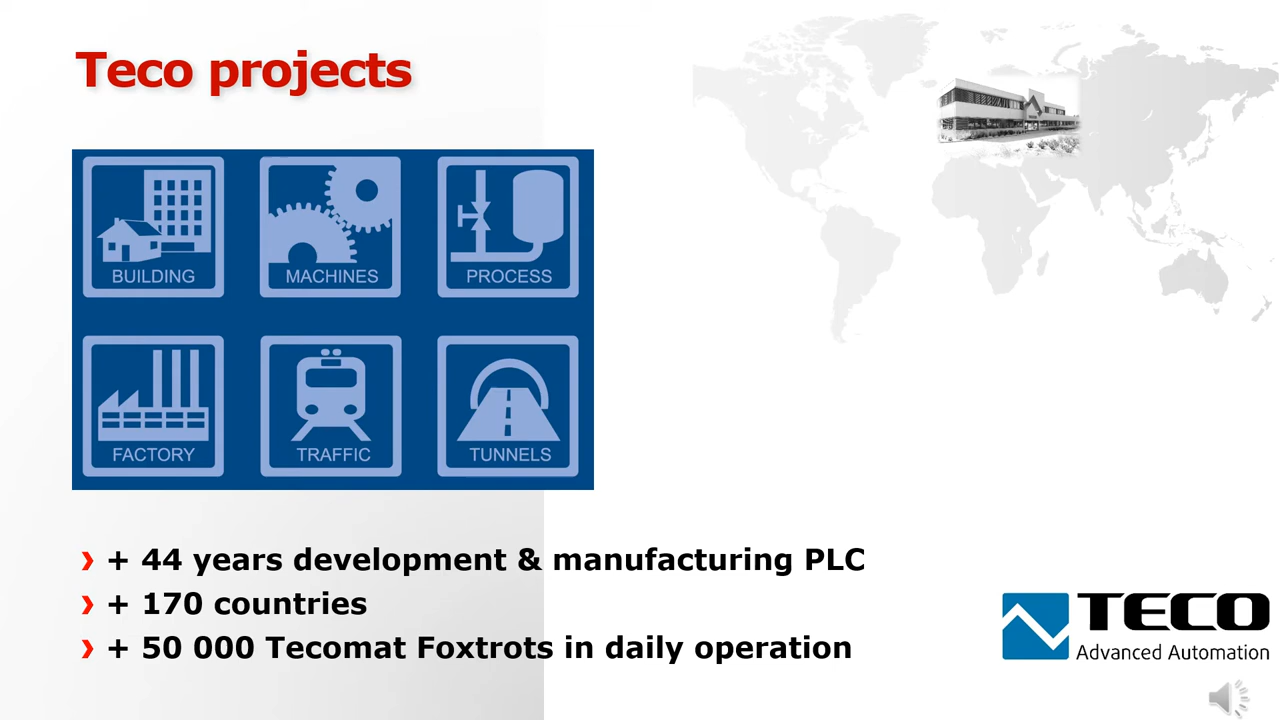 Teco projects
BUILDING
MACHINES
PROCESS
FACTORY
TRAFFIC
TUNNELS
+ 44 years development & manufacturing PLC
+ 170 countries
+ 50 000 Tecomat Foxtrots in daily operation
TECO
Advanced Automation